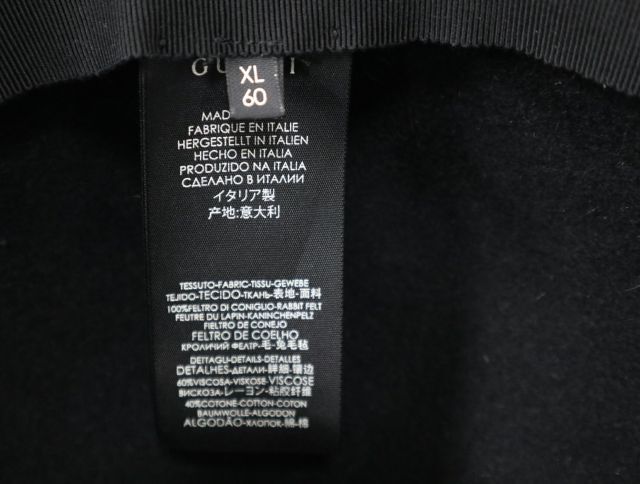 XL
60
MAD
FABRIQUE EN ITALIE
HERGESTELLT IN ITALIEN
HECHO EN ITALIA
PRODUZIDO NA ITALIA
СДЕЛАНО В ИТАЛИИ
イタリア製
产地:意大利
TESSUTO-FABRIC-TISSU-GEWEBE
TEJIDO-TECIDO-ТКАНЬ-表地-面料
100%FELTRO DI CONIGLIO-RABBIT FELT
FEUTRE DU LAPIN-KANINCHENPELZ
FIELTRO DE CONEJO
FELTRO DE COELHO
КРОЛИЧИЙ ФЕЛТР-毛-兔毛毡
DETTAGLI-DETAILS-DETALLES
DETALHES-ДЕТАЛИ-詳細-镶边
60%VISCOSA-VISKOSE-VISCOSE
ВИСКОЗА-レーヨン-粘胶纤维
40%COTONE-COTTON-COTON
BAUMWOLLE-ALGODON
ALGODÃO-ХЛОПОК-綿-棉